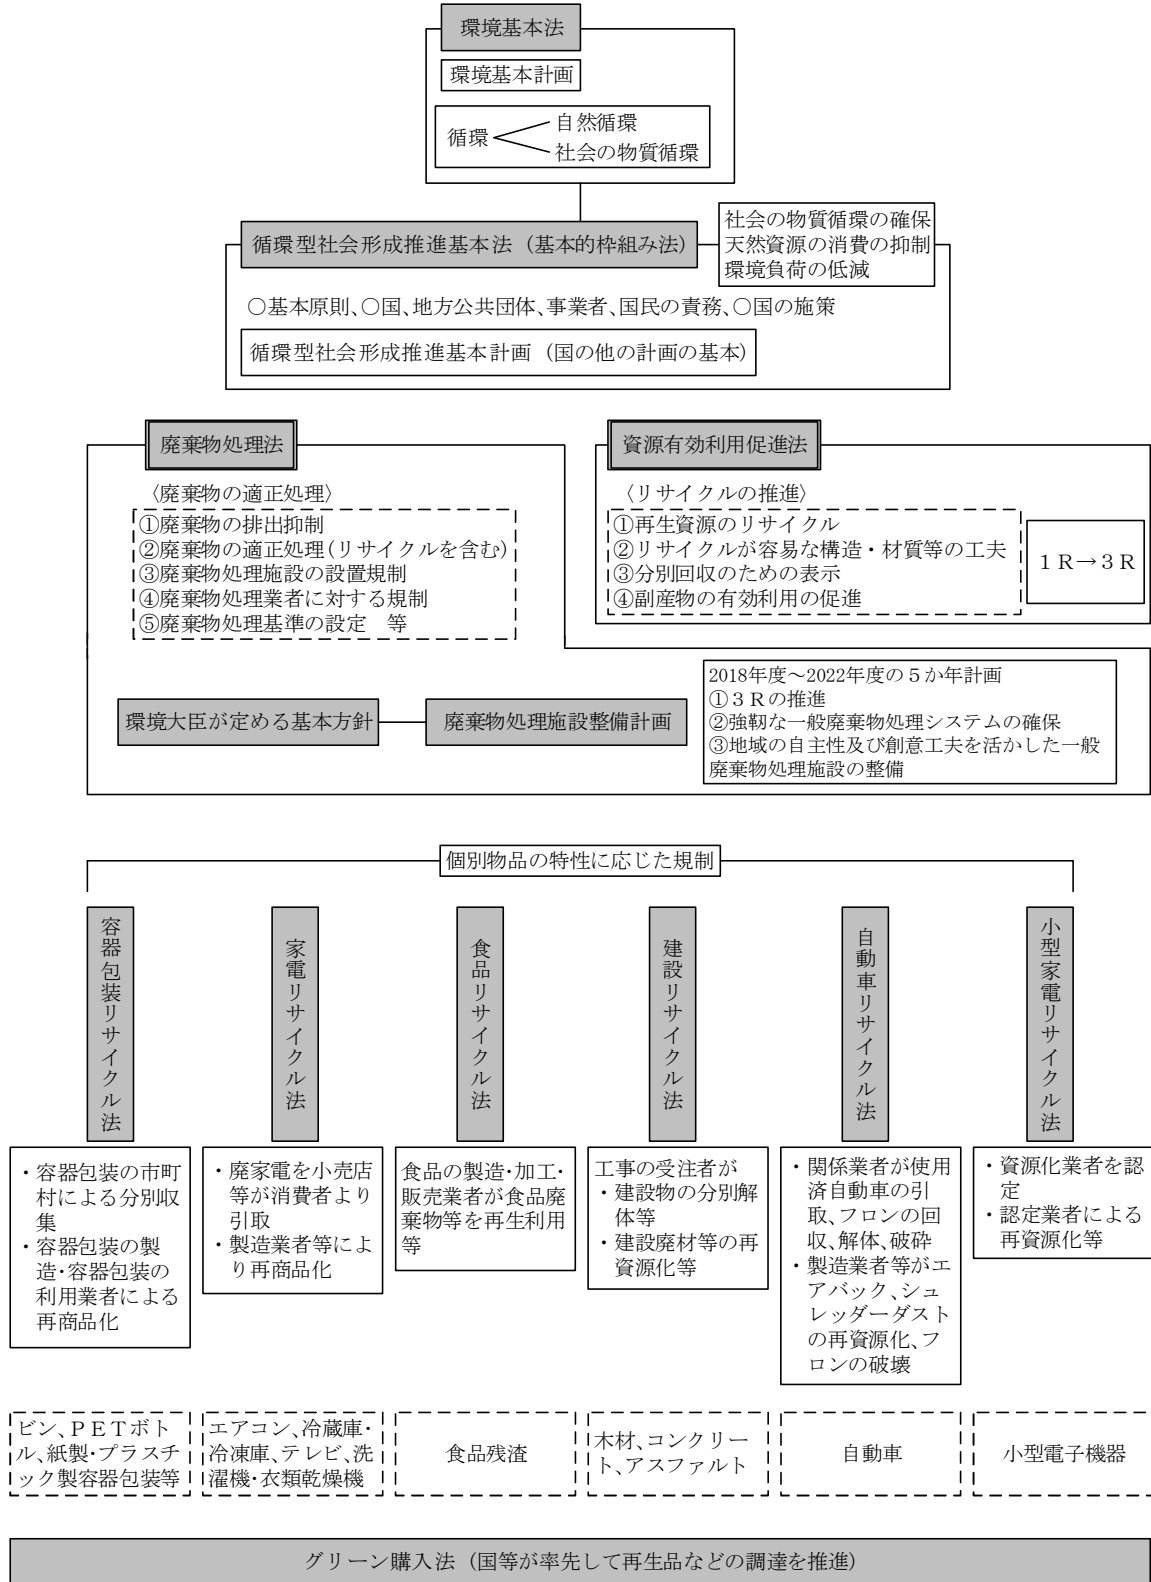 環境基本法
環境基本計画
循環
自然循環
社会の物質循環
循環型社会形成推進基本法（基本的枠組み法）
社会の物質循環の確保
天然資源の消費の抑制
環境負荷の低減
○基本原則、○国、地方公共団体、事業者、国民の責務、○国の施策
循環型社会形成推進基本計画（国の他の計画の基本）
廃棄物処理法
〈廃棄物の適正処理〉
①廃棄物の排出抑制
②廃棄物の適正処理（リサイクルを含む）
③廃棄物処理施設の設置規制
④廃棄物処理業者に対する規制
⑤廃棄物処理基準の設定　等
資源有効利用促進法
〈リサイクルの推進〉
①再生資源のリサイクル
②リサイクルが容易な構造・材質等の工夫
③分別回収のための表示
④副産物の有効利用の促進
１Ｒ→３Ｒ
環境大臣が定める基本方針
廃棄物処理施設整備計画
2018年度～2022年度の５か年計画
①３Ｒの推進
②強靭な一般廃棄物処理システムの確保
③地域の自主性及び創意工夫を活かした一般
廃棄物処理施設の整備
個別物品の特性に応じた規制
容器包装リサイクル法
家電リサイクル法
食品リサイクル法
建設リサイクル法
自動車リサイクル法
小型家電リサイクル法
・容器包装の市町
村による分別収
集
・容器包装の製
造・容器包装の
利用業者による
再商品化
・廃家電を小売店
等が消費者より
引取
・製造業者等によ
り再商品化
食品の製造・加工・
販売業者が食品廃
棄物等を再生利用
等
工事の受注者が
・建設物の分別解
体等
・建設廃材等の再
資源化等
・関係業者が使用
済自動車の引
取、フロンの回
収、解体、破砕
・製造業者等がエ
アバック、シュ
レッダーダスト
の再資源化、フ
ロンの破壊
・資源化業者を認
定
・認定業者による
再資源化等
ビン、ＰＥＴボト
ル、紙製・プラスチ
ック製容器包装等
エアコン、冷蔵庫・
冷凍庫、テレビ、洗
濯機・衣類乾燥機
食品残渣
木材、コンクリー
ト、アスファルト
自動車
小型電子機器
グリーン購入法（国等が率先して再生品などの調達を推進）